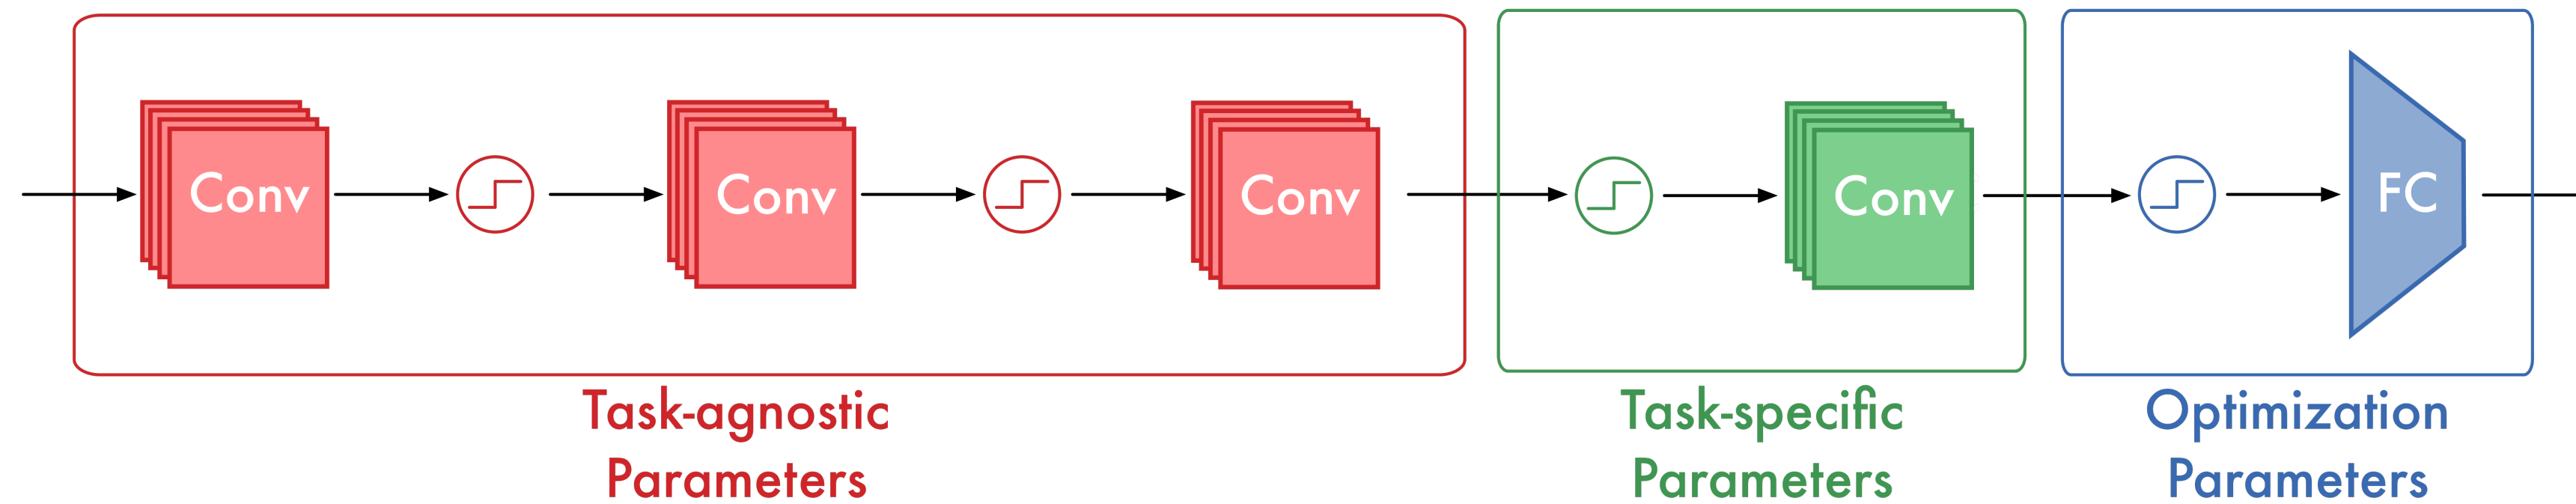 Conv
Conv
Conv
Conv
FC
Task-agnostic
Parameters
Task-specific
Parameters
Optimization
Parameters